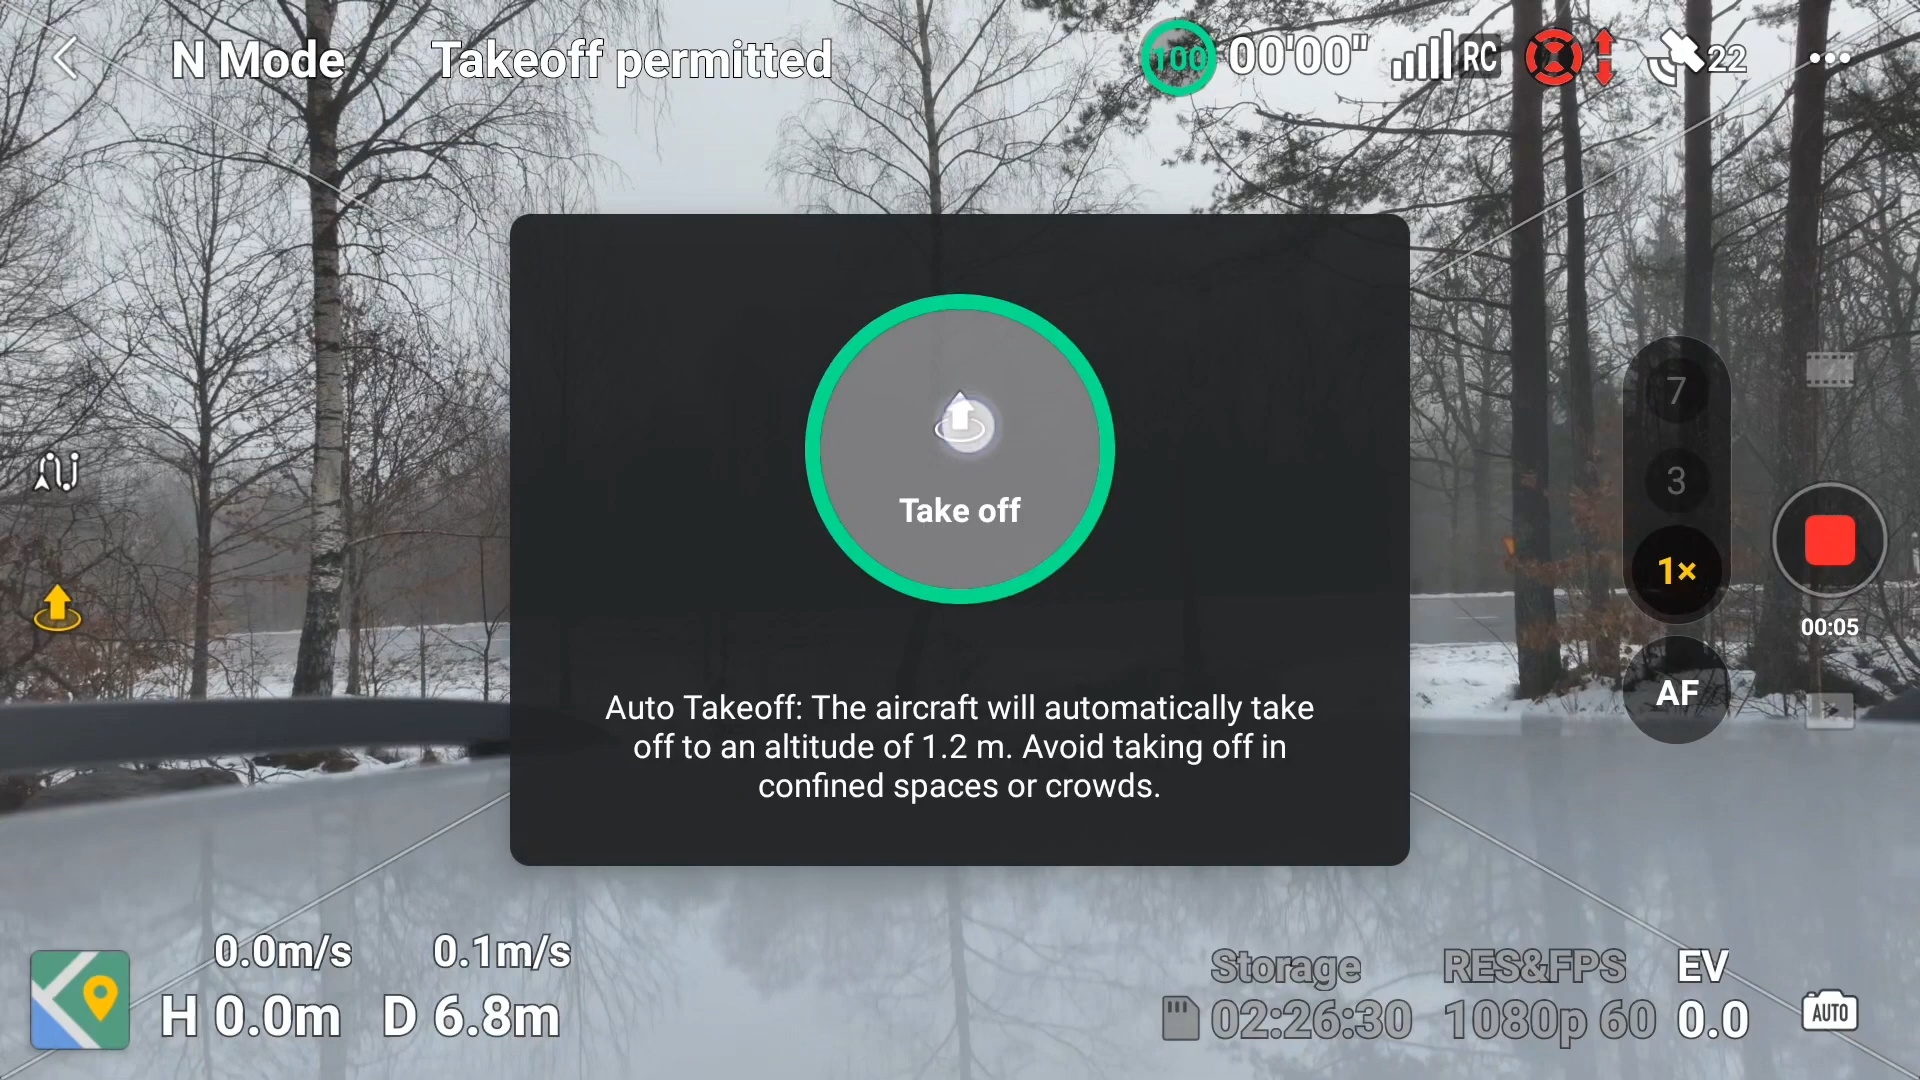 N Mode
Takeoff permitted
100
00'00"
RC
22
7
3
1×
00:05
AF
Take off
Auto Takeoff: The aircraft will automatically take
off to an altitude of 1.2 m. Avoid taking off in
confined spaces or crowds.
0.0m/s 0.1m/s
H 0.0m D 6.8m
Storage RES&FPS EV
02:26:30 1080p 60 0.0
AUTO